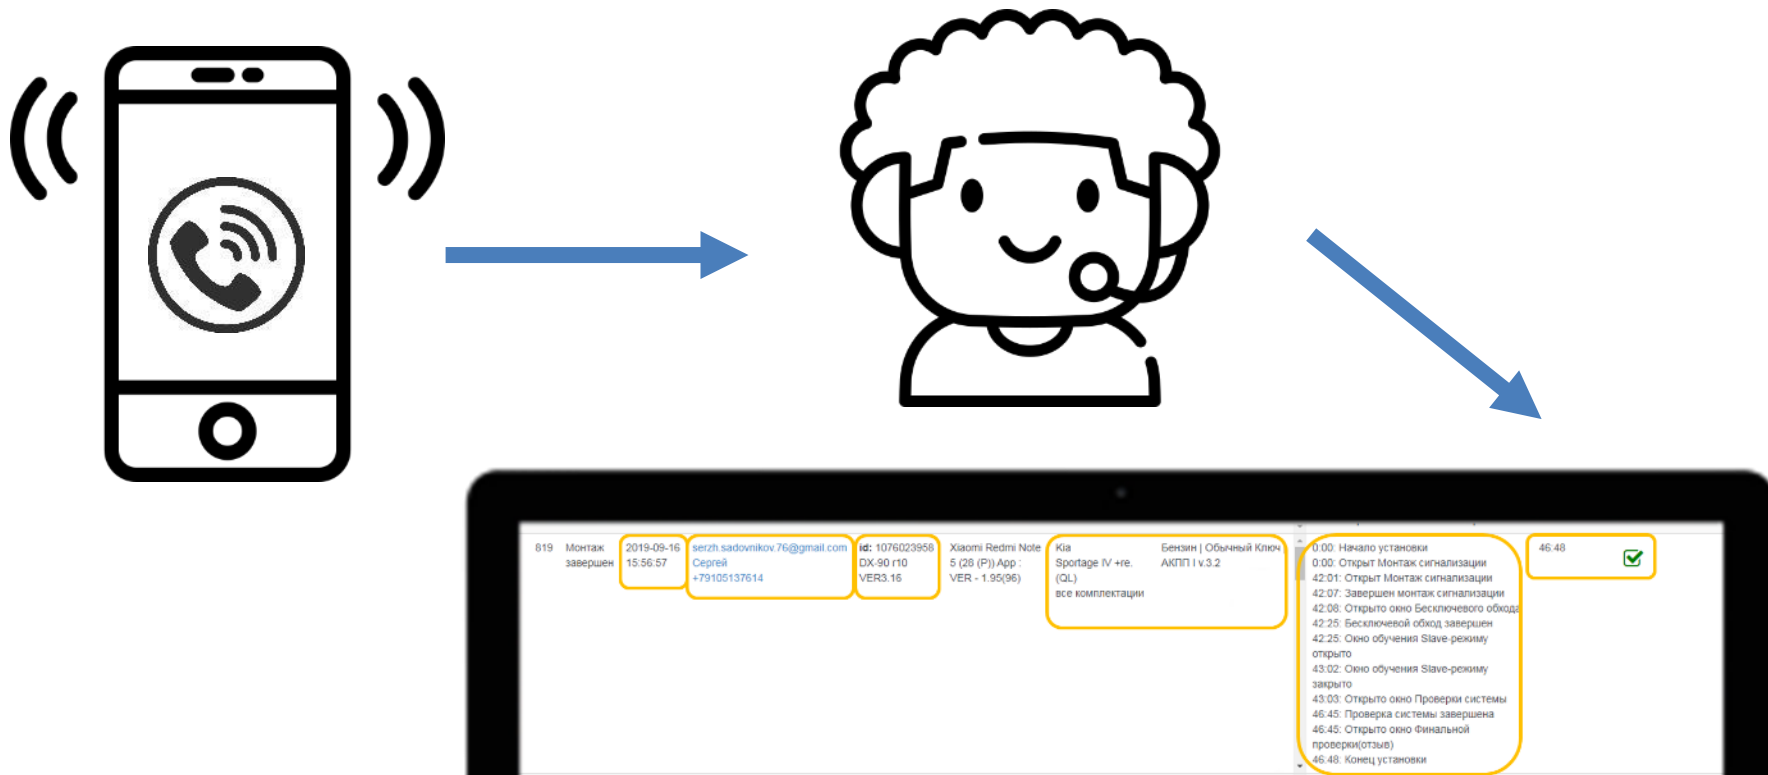 819
Монтаж
завершен
2019-09-16
15:56:57
serzh.sadovnikov.76@gmail.com
Сергей
+79105137614
id: 1076023958
DX-90 r10
VER3.16
Xiaomi Redmi Note
5 (28 (P)) App :
VER - 1.95(96)
Kia
Sportage IV +re.
(QL)
все комплектации
Бензин | Обычный Ключ
АКПП I v.3.2
0:00: Начало установки
0:00: Открыт Монтаж сигнализации
42:01: Открыт Монтаж сигнализации
42:07: Завершен монтаж сигнализации
42:08: Открыто окно Бесключевого обхода
42:25: Бесключевой обход завершен
42:25: Окно обучения Slave-режиму
открыто
43:02: Окно обучения Slave-режиму
закрыто
43:03: Открыто окно Проверки системы
46:45: Проверка системы завершена
46:45: Открыто окно Финальной
проверки(отзыв)
46:48: Конец установки
46:48